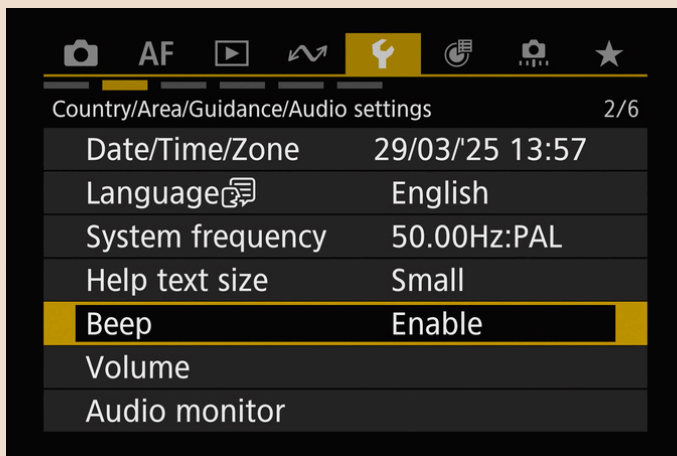 AF
Country/Area/Guidance/Audio settings 2/6
Date/Time/Zone 29/03/'25 13:57
Language English
System frequency 50.00Hz:PAL
Help text size Small
Beep Enable
Volume
Audio monitor